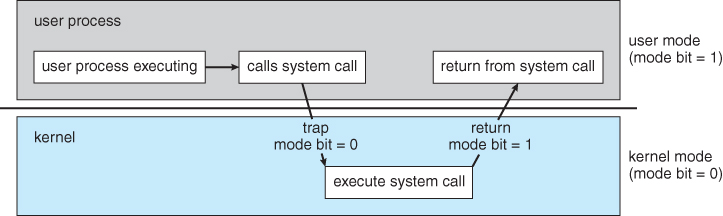 user process
user process executing
calls system call
return from system call
user mode
(mode bit = 1)
kernel
trap
mode bit = 0
return
mode bit = 1
execute system call
kernel mode
(mode bit = 0)